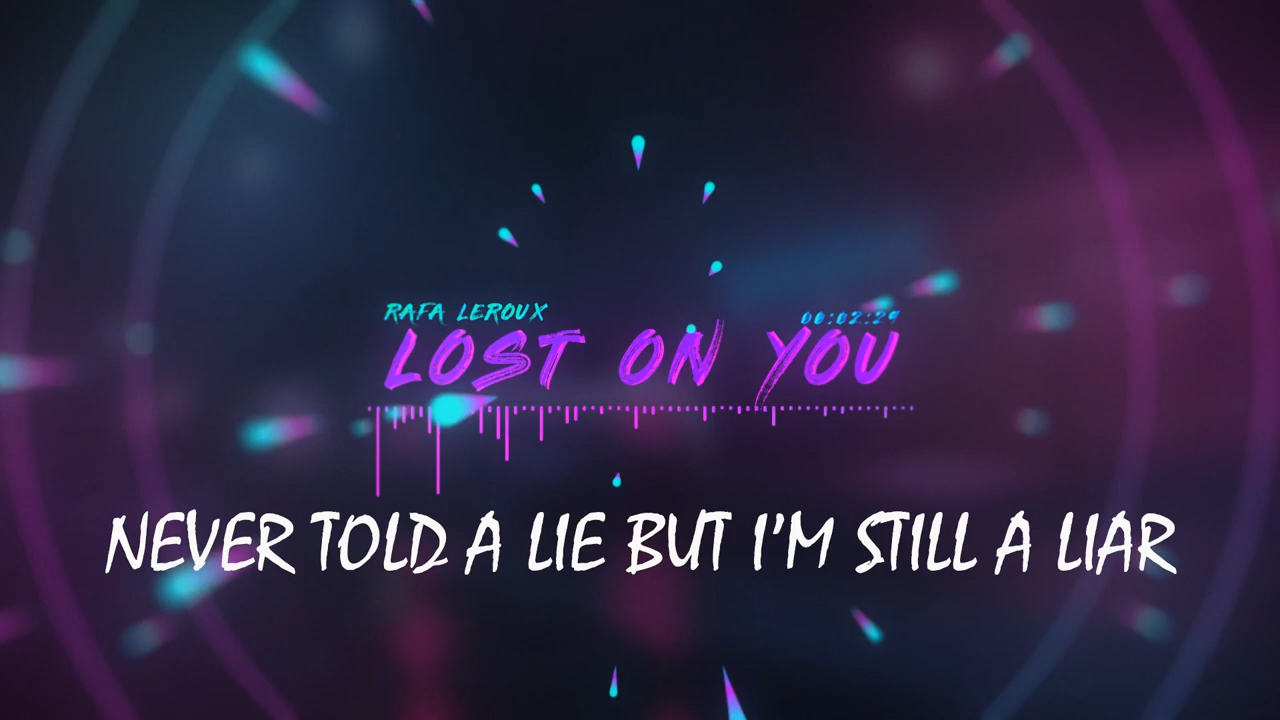 RAFA LEROUX
00:02:29
LOST ON YOU
NEVER TOLD A LIE BUT I'M STILL A LIAR